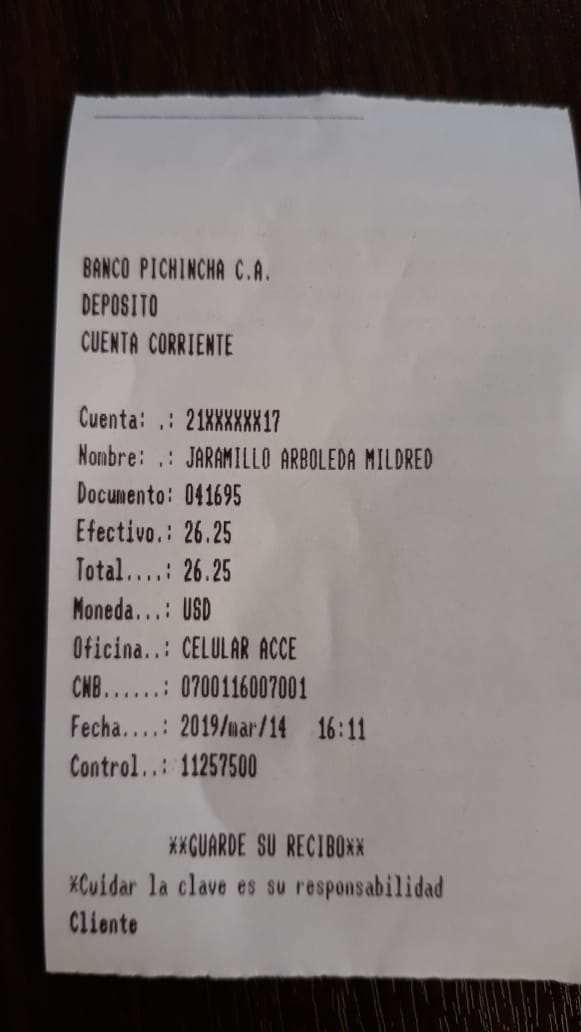 BANCO PICHINCHA C.A.
DEPOSITO
CUENTA CORRIENTE
Cuenta: .: 21XXXXXX17
Nombre: .: JARAMILLO ARBOLEDA MILDRED
Documento: 041695
Efectivo.: 26.25
Total....: 26.25
Moneda...: USD
Oficina..: CELULAR ACCE
CNB......: 0700116007001
Fecha....: 2019/mar/14 16:11
Control..: 11257500
**GUARDE SU RECIBO**
*Cuidar la clave es su responsabilidad
Cliente